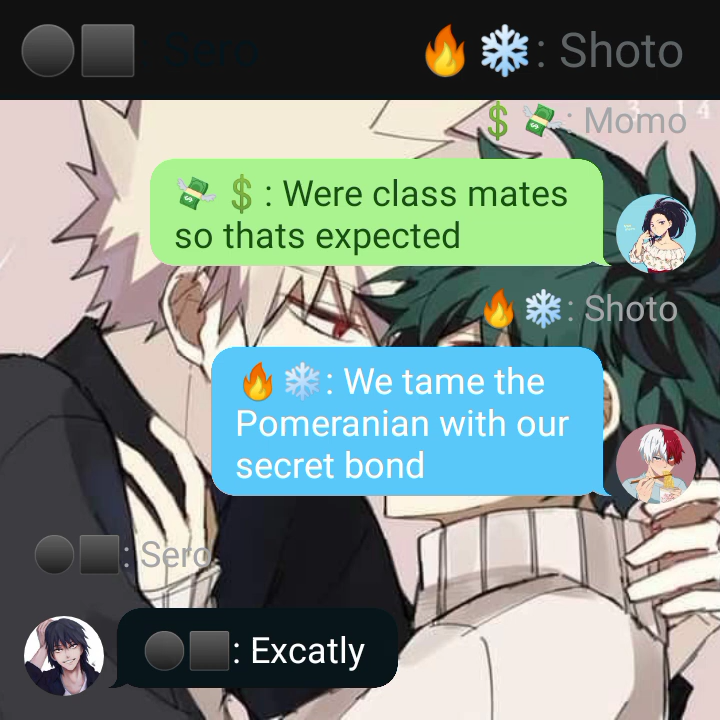 ⚫⬛ Sero
🔥❄️: Shoto
💲💸: Momo
💸💲: Were class mates
so thats expected
🔥❄️: Shoto
🔥❄️: We tame the
Pomeranian with our
secret bond
⚫⬛: Sero
⚫⬛: Excatly